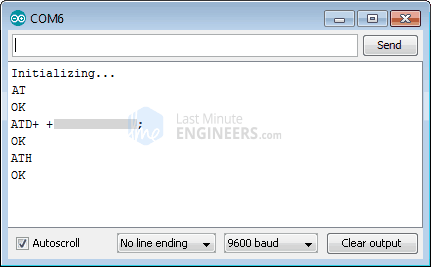 COM6
Send
Initializing...
AT
OK
ATD+ +;
OK
ATH
OK
Last Minute
ENGINEERS.com
Autoscroll
No line ending
9600 baud
Clear output